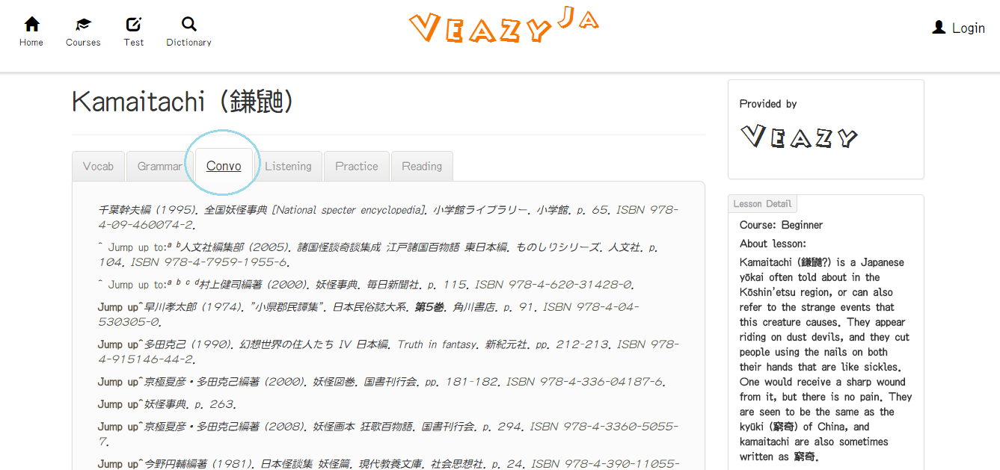 Home
Courses
Test
Dictionary
VEAZY JA
Login
Kamaitachi (鎌鼬)
Vocab
Grammar
Convo
Listening
Practice
Reading
千葉幹夫編 (1995). 全国妖怪事典 [National specter encyclopedia]. 小学館ライブラリー. 小学館. p. 65. ISBN 978-
4-09-460074-2.
^ Jump up to:a b人文社編集部 (2005). 諸国怪談奇談集成 江戸諸国百物語 東日本編. ものしりシリーズ. 人文社. p.
104. ISBN 978-4-7959-1955-6.
^ Jump up to:a b c d村上健司編著 (2000). 妖怪事典. 毎日新聞社. p. 115. ISBN 978-4-620-31428-0.
Jump up^早川孝太郎 (1974). "小県郡民譚集". 日本民俗誌大系. 第5巻. 角川書店. p. 91. ISBN 978-4-04-
530305-0.
Jump up^多田克己 (1990). 幻想世界の住人たち IV 日本編. Truth in fantasy. 新紀元社. pp. 212-213. ISBN 978-
4-915146-44-2.
Jump up^京極夏彦・多田克己編著 (2000). 妖怪図巻. 国書刊行会. pp. 181-182. ISBN 978-4-336-04187-6.
Jump up^妖怪事典. p. 263.
Jump up^京極夏彦・多田克己編著 (2008). 妖怪画本 狂歌百物語. 国書刊行会. p. 294. ISBN 978-4-3360-5055-
7.
Jump up^今野円輔編著 (1981). 日本怪談集 妖怪篇. 現代教養文庫. 社会思想社. p. 24. ISBN 978-4-390-11055-
Provided by
VEAZY
Lesson Detail
Course: Beginner
About lesson:
Kamaitachi (鎌鼬?) is a Japanese
yōkai often told about in the
Kōshin'etsu region, or can also
refer to the strange events that
this creature causes. They appear
riding on dust devils, and they cut
people using the nails on both
their hands that are like sickles.
One would receive a sharp wound
from it, but there is no pain. They
are seen to be the same as the
kyūki (窮奇) of China, and
kamaitachi are also sometimes
written as 窮奇.